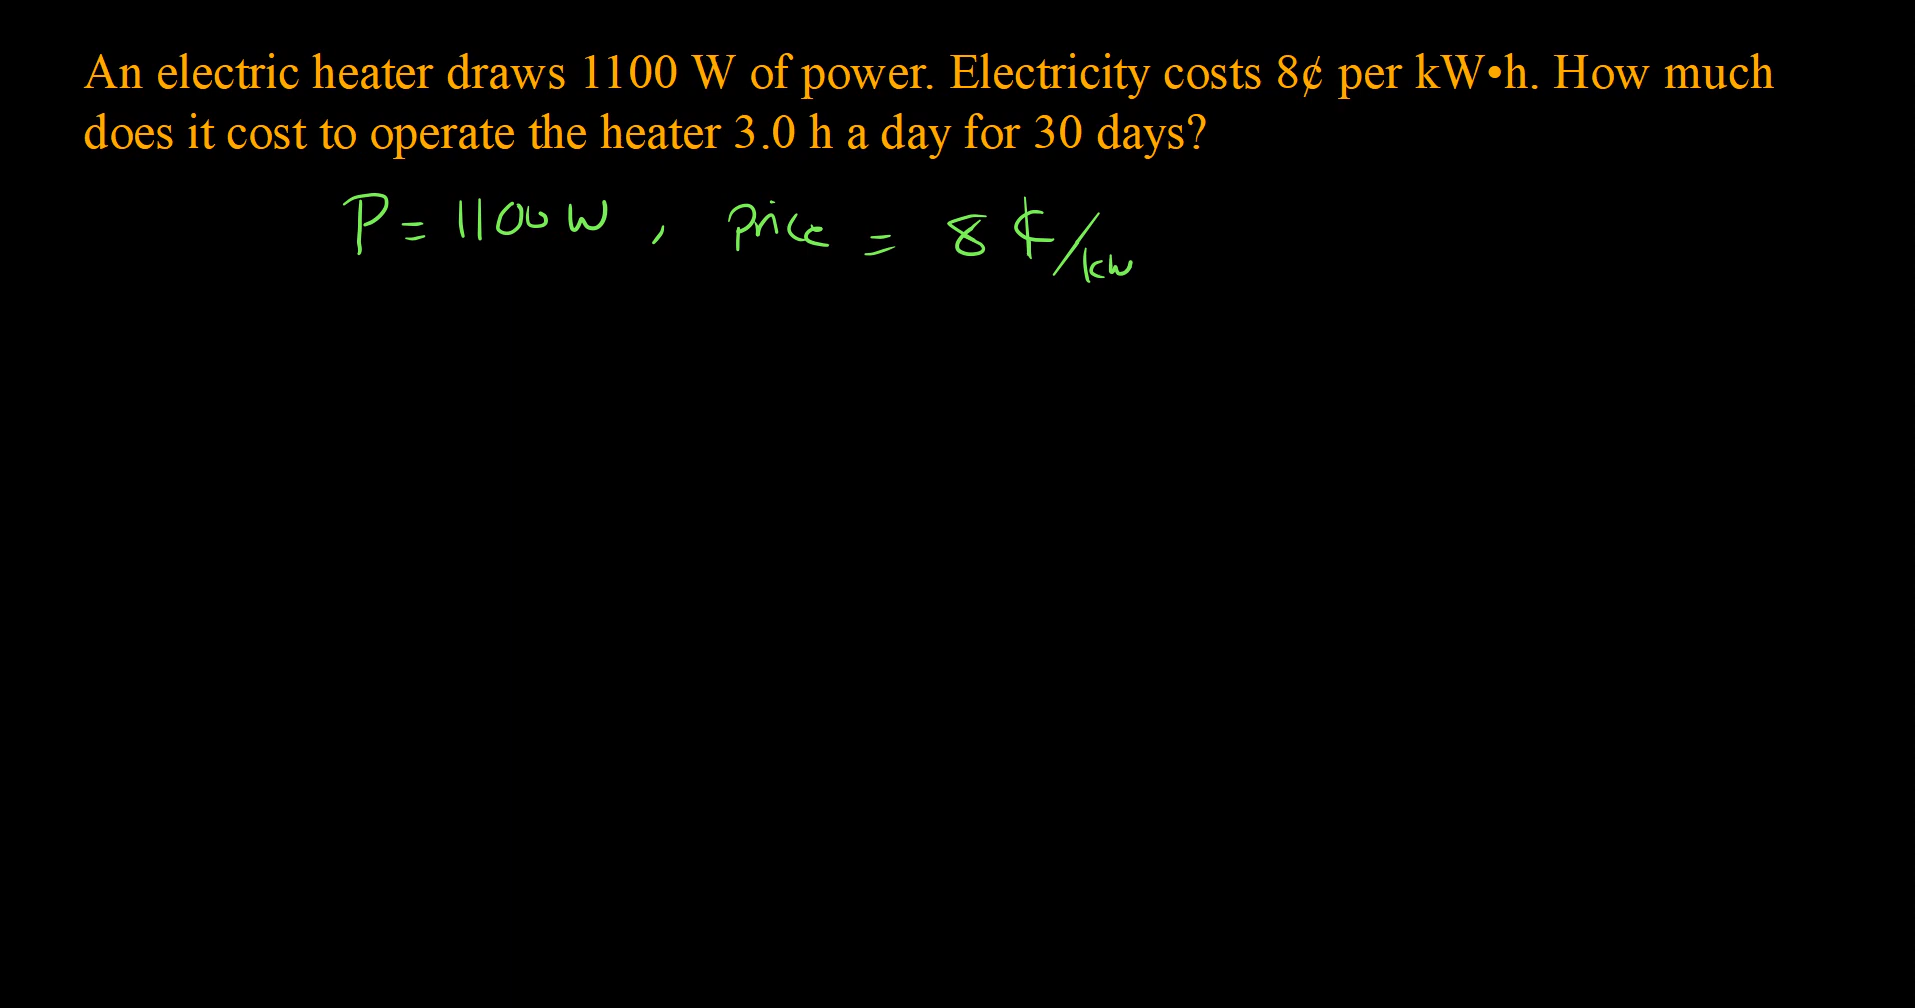 An electric heater draws 1100 W of power. Electricity costs 8¢ per kW•h. How much
does it cost to operate the heater 3.0 h a day for 30 days?
P = 1100 W , Price = 8 ¢/kw